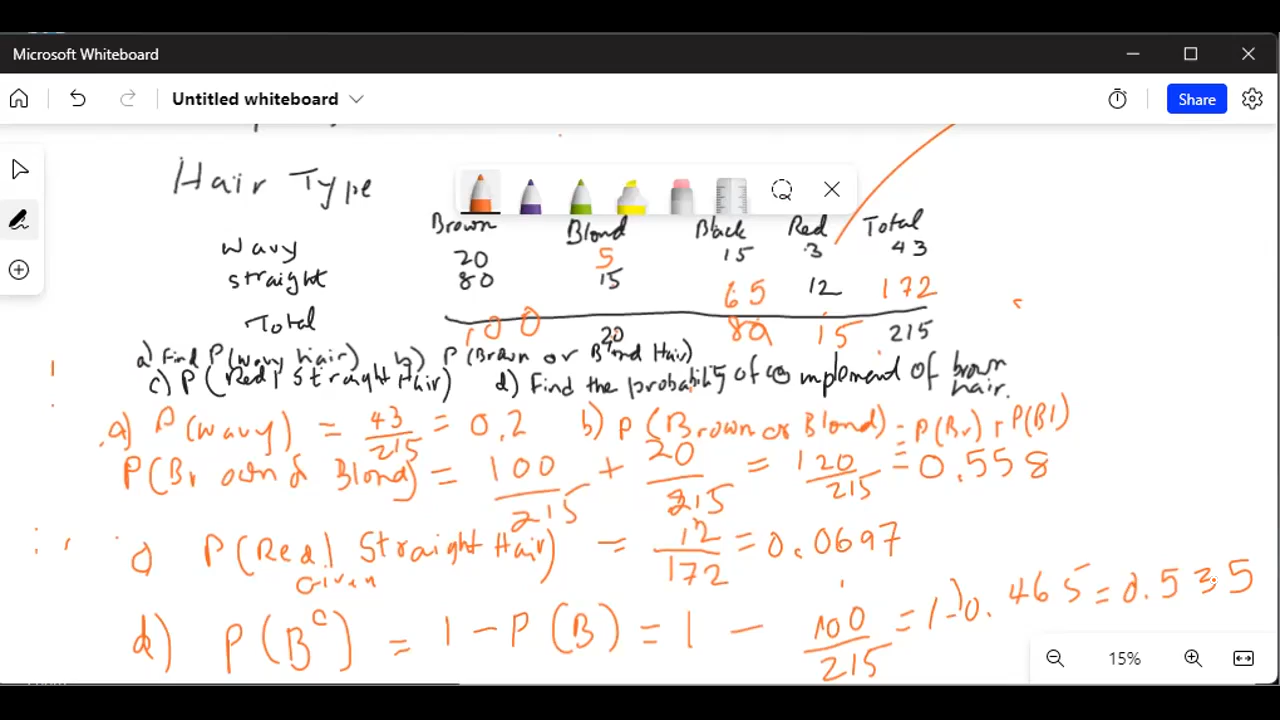 Microsoft Whiteboard
Untitled whiteboard
Share
Hair Type
Brown Blond Black Red Total
Wavy 20 5 15 3 43
straight 80 15 65 12 172
Total 100 20 80 15 215
a) Find P(wavy hair) b) P(Brown or Blond Hair)
c) P(Red | Straight Hair) d) Find the probability of complement of brown hair.
a) P(wavy) = 43/215 = 0.2 b) P(Brown or Blond) = P(Br) + P(Bl)
P(Brown or Blond) = 100/215 + 20/215 = 120/215 = 0.558
c) P(Red | Straight Hair) = 12/172 = 0.0697
Given
d) P(B^c) = 1 - P(B) = 1 - 100/215 = 1-0.465 = 0.535
15%